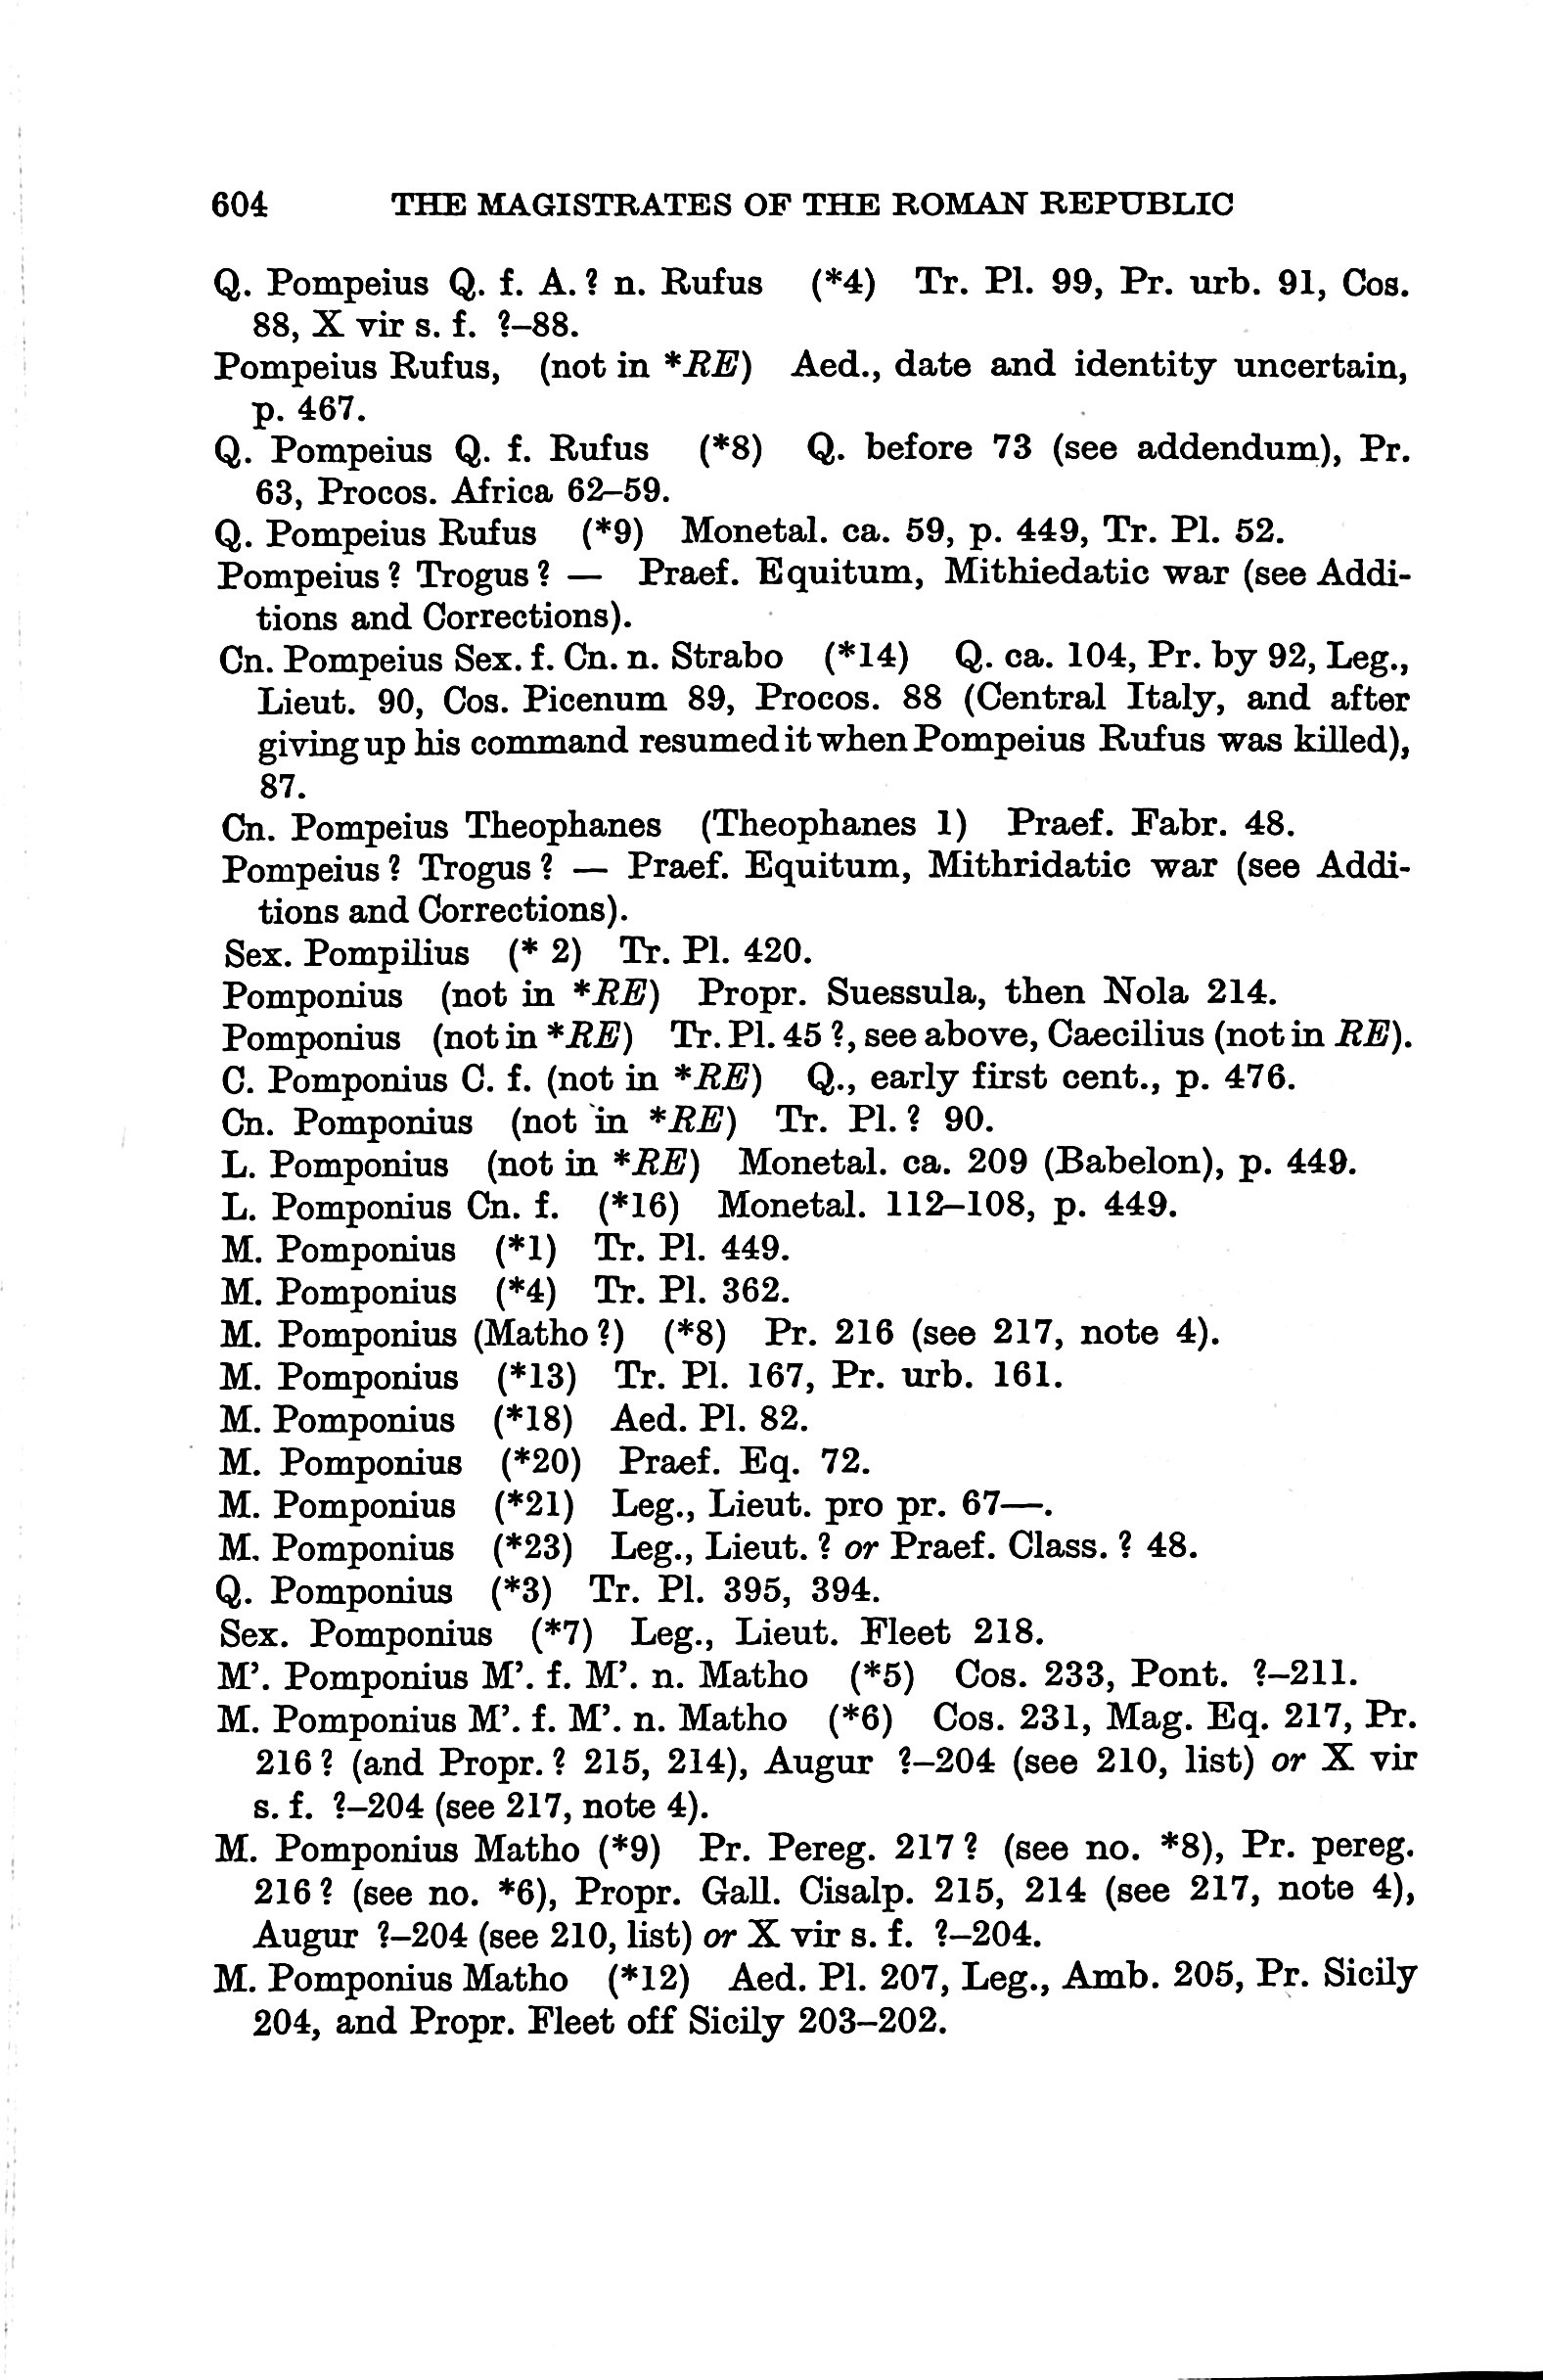 604 THE MAGISTRATES OF THE ROMAN REPUBLIC
Q. Pompeius Q. f. A. ? n. Rufus (*4) Tr. Pl. 99, Pr. urb. 91, Cos.
88, X vir s. f. ?–88.
Pompeius Rufus, (not in *RE) Aed., date and identity uncertain,
p. 467.
Q. Pompeius Q. f. Rufus (*8) Q. before 73 (see addendum), Pr.
63, Procos. Africa 62–59.
Q. Pompeius Rufus (*9) Monetal. ca. 59, p. 449, Tr. Pl. 52.
Pompeius ? Trogus ? — Praef. Equitum, Mithiedatic war (see Addi-
tions and Corrections).
Cn. Pompeius Sex. f. Cn. n. Strabo (*14) Q. ca. 104, Pr. by 92, Leg.,
Lieut. 90, Cos. Picenum 89, Procos. 88 (Central Italy, and after
giving up his command resumed it when Pompeius Rufus was killed),
87.
Cn. Pompeius Theophanes (Theophanes 1) Praef. Fabr. 48.
Pompeius ? Trogus ? — Praef. Equitum, Mithridatic war (see Addi-
tions and Corrections).
Sex. Pompilius (* 2) Tr. Pl. 420.
Pomponius (not in *RE) Propr. Suessula, then Nola 214.
Pomponius (not in *RE) Tr. Pl. 45 ?, see above, Caecilius (not in RE).
C. Pomponius C. f. (not in *RE) Q., early first cent., p. 476.
Cn. Pomponius (not in *RE) Tr. Pl. ? 90.
L. Pomponius (not in *RE) Monetal. ca. 209 (Babelon), p. 449.
L. Pomponius Cn. f. (*16) Monetal. 112–108, p. 449.
M. Pomponius (*1) Tr. Pl. 449.
M. Pomponius (*4) Tr. Pl. 362.
M. Pomponius (Matho ?) (*8) Pr. 216 (see 217, note 4).
M. Pomponius (*13) Tr. Pl. 167, Pr. urb. 161.
M. Pomponius (*18) Aed. Pl. 82.
M. Pomponius (*20) Praef. Eq. 72.
M. Pomponius (*21) Leg., Lieut. pro pr. 67—.
M. Pomponius (*23) Leg., Lieut. ? or Praef. Class. ? 48.
Q. Pomponius (*3) Tr. Pl. 395, 394.
Sex. Pomponius (*7) Leg., Lieut. Fleet 218.
M’. Pomponius M’. f. M’. n. Matho (*5) Cos. 233, Pont. ?–211.
M. Pomponius M’. f. M’. n. Matho (*6) Cos. 231, Mag. Eq. 217, Pr.
216 ? (and Propr. ? 215, 214), Augur ?–204 (see 210, list) or X vir
s. f. ?–204 (see 217, note 4).
M. Pomponius Matho (*9) Pr. Pereg. 217 ? (see no. *8), Pr. pereg.
216 ? (see no. *6), Propr. Gall. Cisalp. 215, 214 (see 217, note 4),
Augur ?–204 (see 210, list) or X vir s. f. ?–204.
M. Pomponius Matho (*12) Aed. Pl. 207, Leg., Amb. 205, Pr. Sicily
204, and Propr. Fleet off Sicily 203–202.